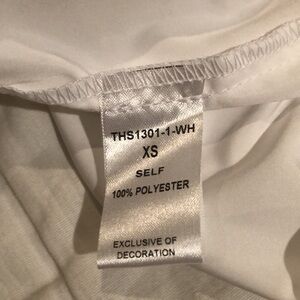 THS1301-1-WH
XS
SELF
100% POLYESTER
EXCLUSIVE OF
DECORATION